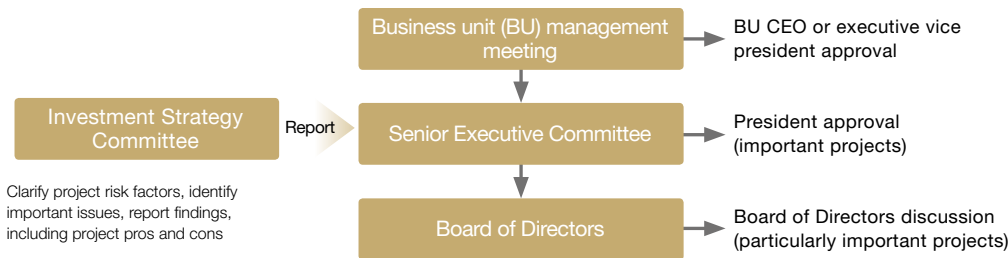 Business unit (BU) management
meeting
BU CEO or executive vice
president approval
Investment Strategy
Committee
Report
Senior Executive Committee
President approval
(important projects)
Clarify project risk factors, identify
important issues, report findings,
including project pros and cons
Board of Directors
Board of Directors discussion
(particularly important projects)